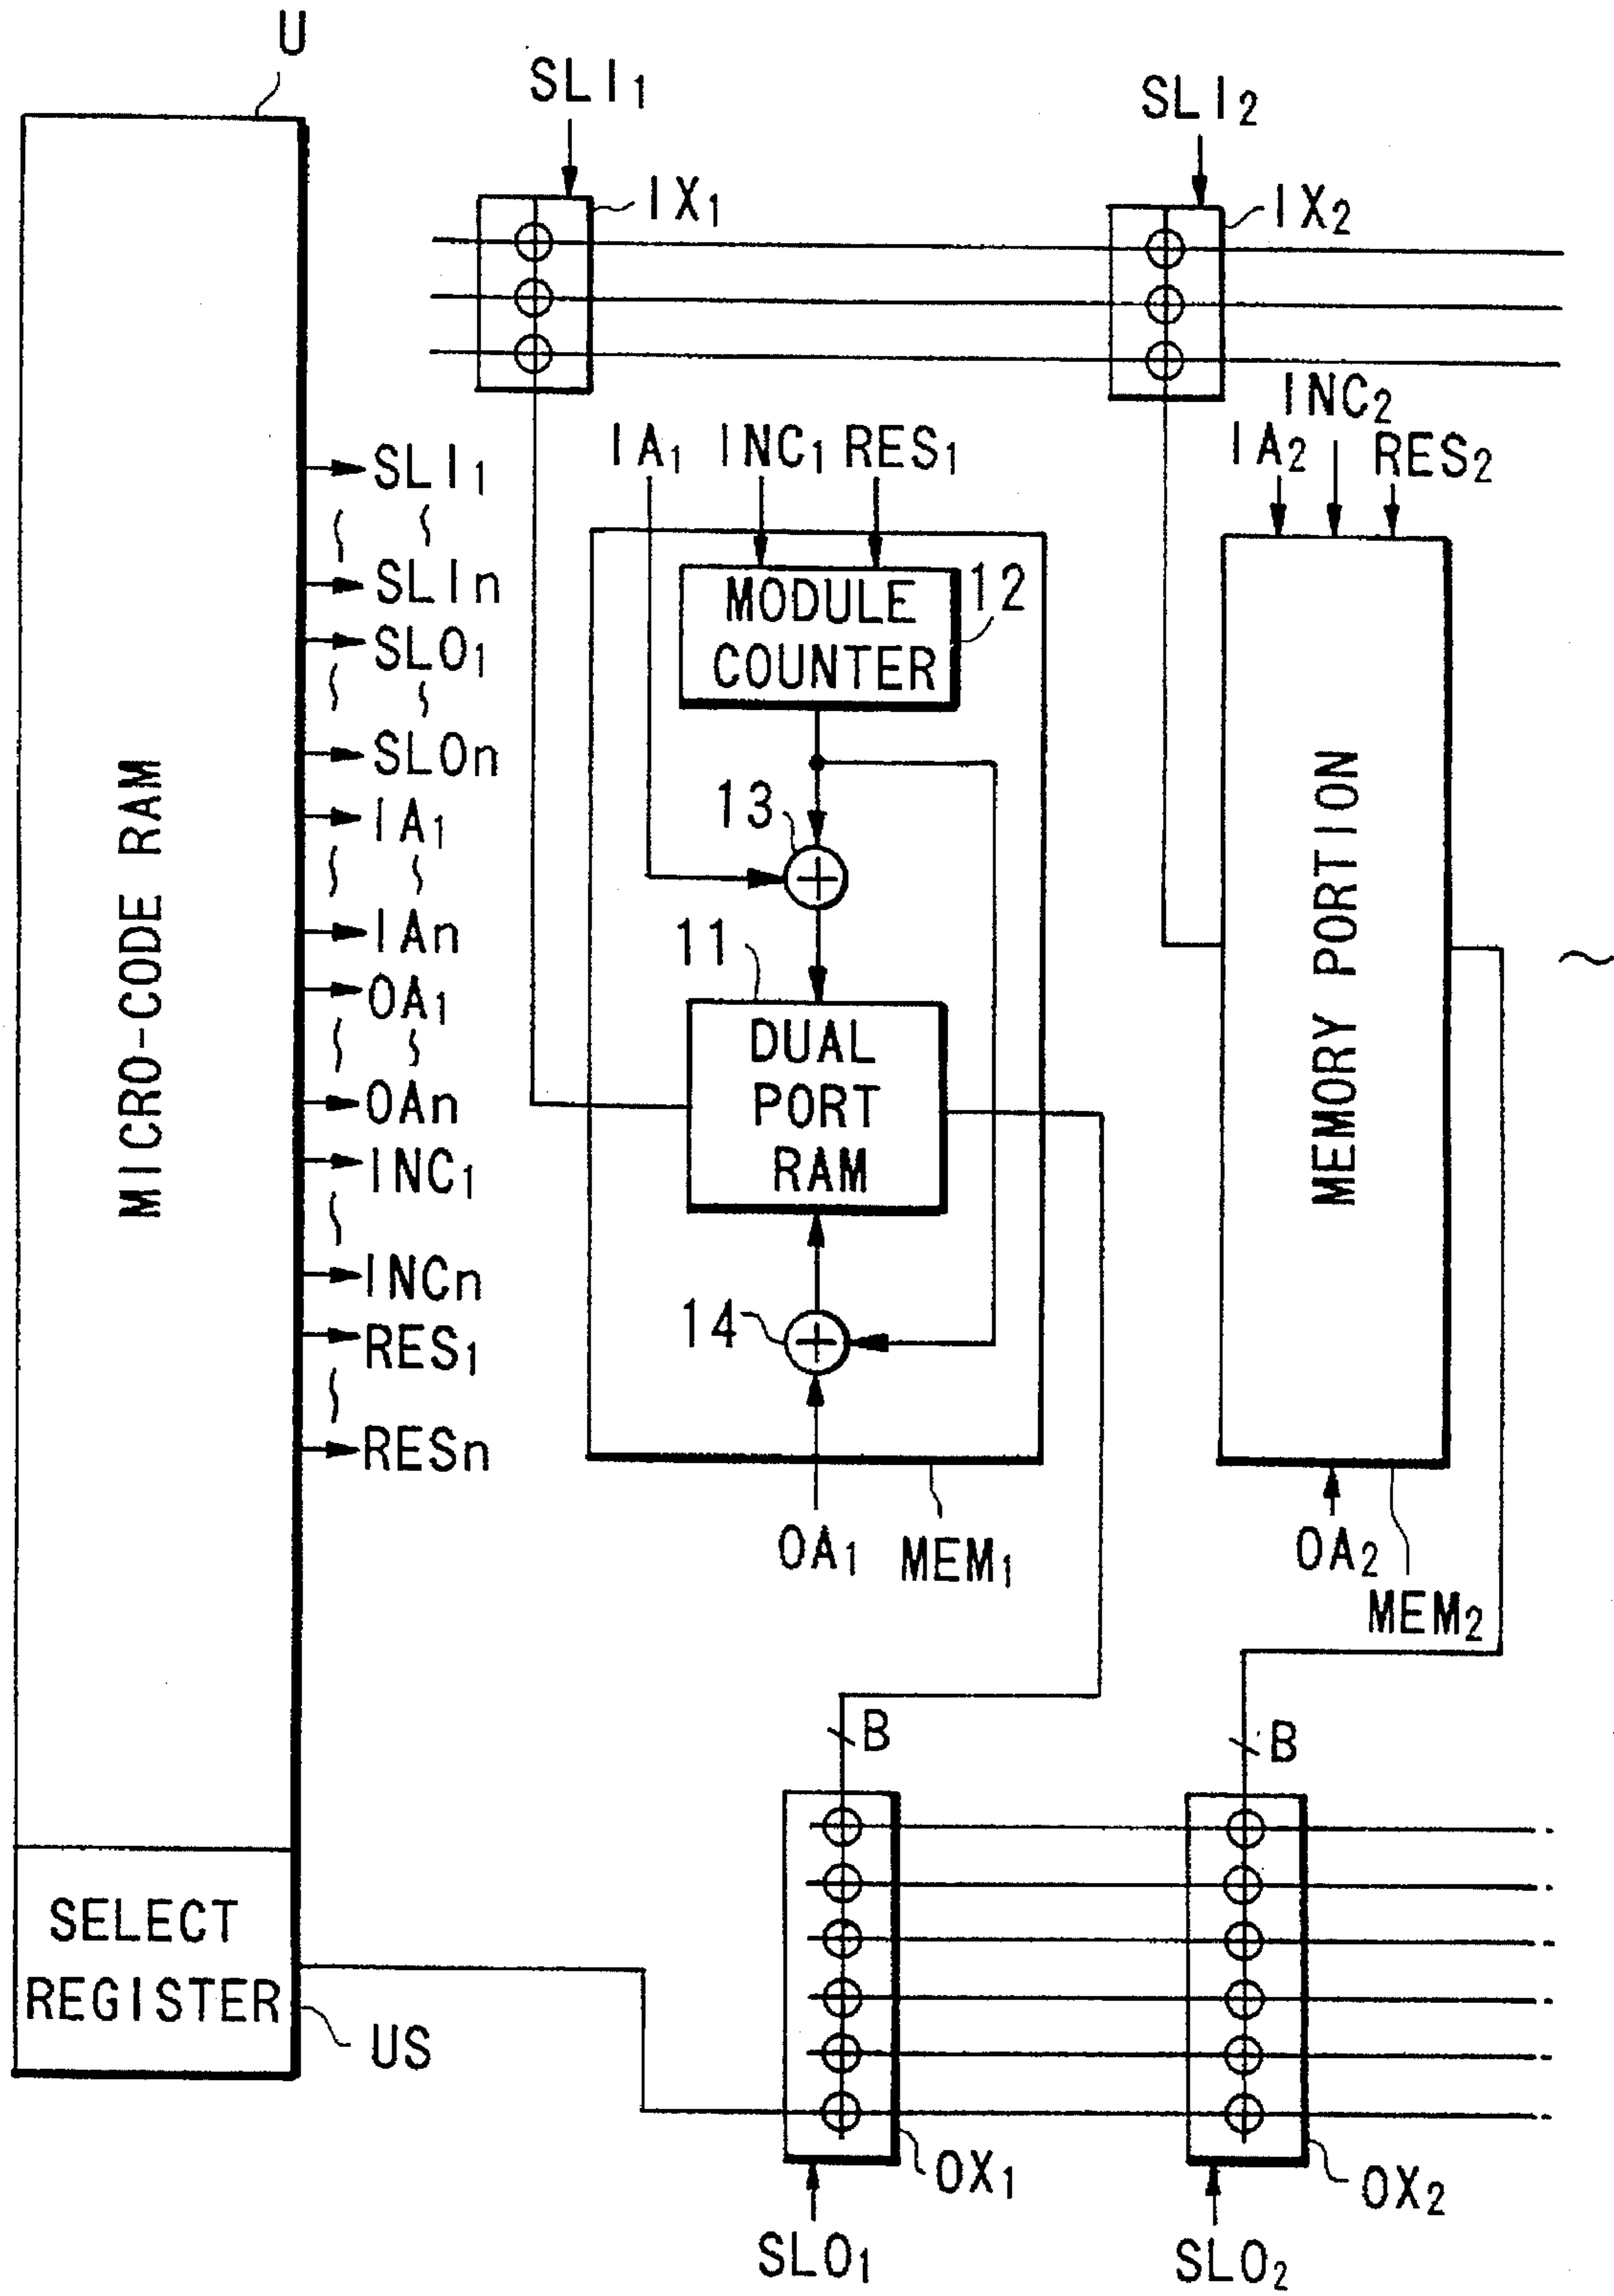 U
SLI₁
SLI₂
IX₁
IX₂
INC₂
IA₁ INC₁ RES₁
IA₂
RES₂
SLI₁
SLIn
SLO₁
SLOn
IA₁
IAn
OA₁
OAn
INC₁
INCn
RES₁
RESn
MICRO-CODE RAM
MODULE
COUNTER
12
13
11
DUAL
PORT
RAM
14
MEMORY PORTION
~
OA₁
MEM₁
OA₂
MEM₂
B
B
SELECT
REGISTER
US
OX₁
OX₂
SLO₁
SLO₂